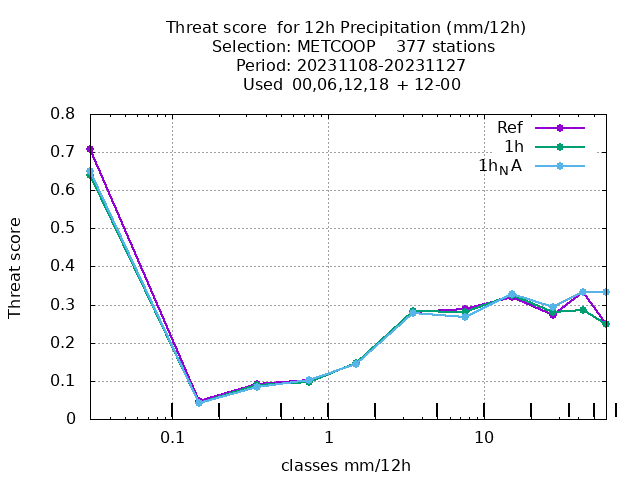 Threat score  for 12h Precipitation (mm/12h)
Selection: METCOOP    377 stations
Period: 20231108-20231127
Used  00,06,12,18  + 12-00
Ref
1h
1h_NA
Threat score
0.8
0.7
0.6
0.5
0.4
0.3
0.2
0.1
0
0.1 1 10
classes mm/12h